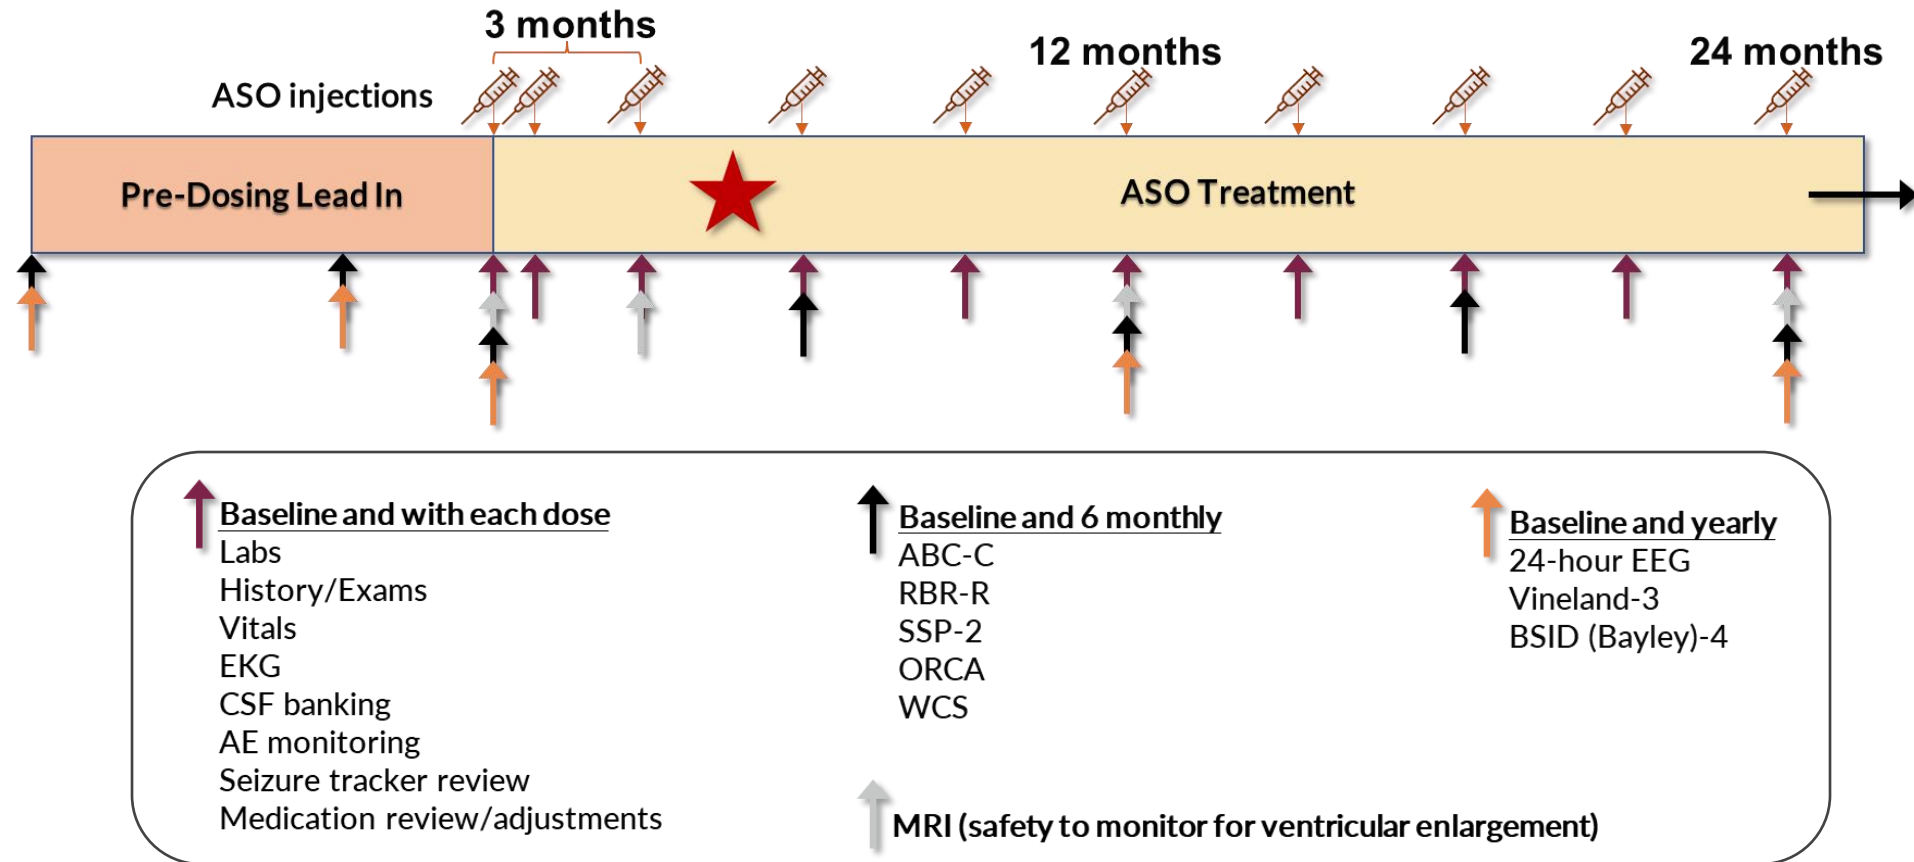 3 months
12 months
24 months
ASO injections
Pre-Dosing Lead In
ASO Treatment
Baseline and with each dose
Labs
History/Exams
Vitals
EKG
CSF banking
AE monitoring
Seizure tracker review
Medication review/adjustments
Baseline and 6 monthly
ABC-C
RBR-R
SSP-2
ORCA
WCS
MRI (safety to monitor for ventricular enlargement)
Baseline and yearly
24-hour EEG
Vineland-3
BSID (Bayley)-4